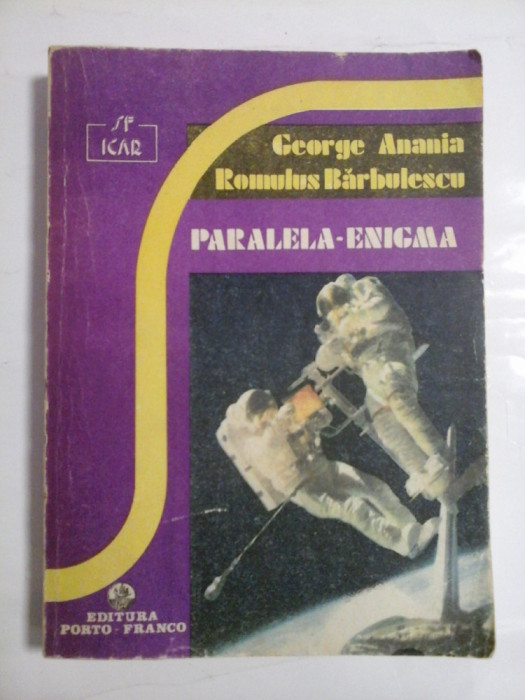 SF
ICAR
George Anania
Romulus Bărbulescu
PARALELA-ENIGMA
EDITURA
PORTO-FRANCO